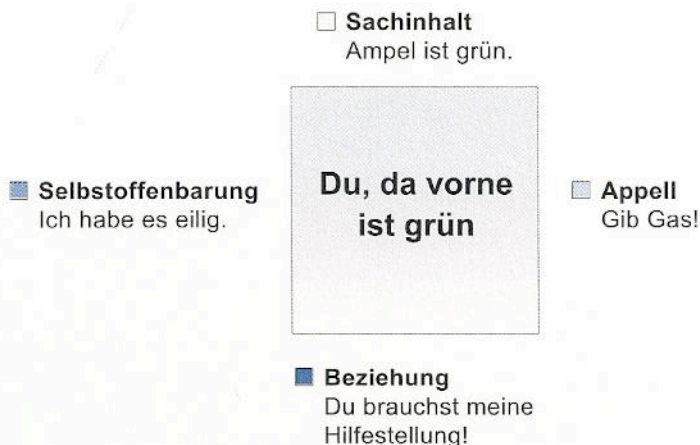 Sachinhalt
Ampel ist grün.
Selbstoffenbarung
Ich habe es eilig.
Du, da vorne
ist grün
Appell
Gib Gas!
Beziehung
Du brauchst meine
Hilfestellung!